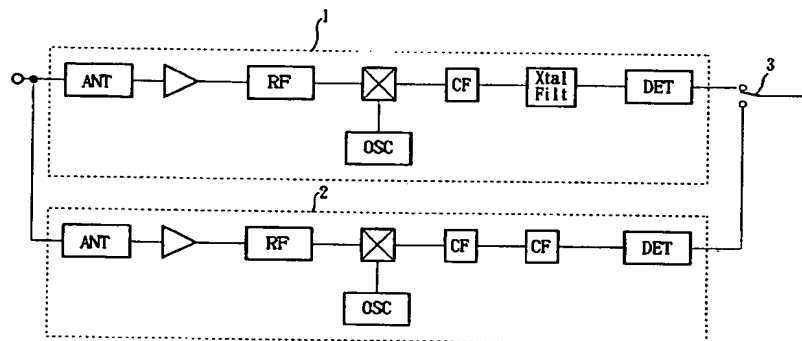 1
ANT
RF
CF
Xtal
Filt
DET
3
OSC
2
ANT
RF
CF
CF
DET
OSC